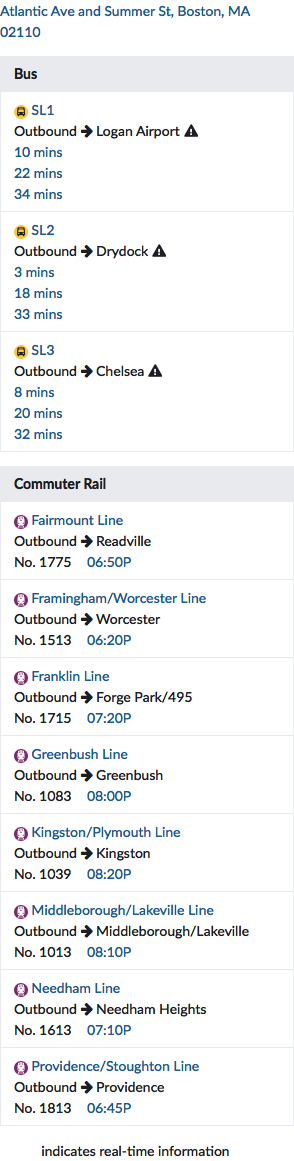 Atlantic Ave and Summer St, Boston, MA
02110
Bus
SL1
Outbound → Logan Airport
10 mins
22 mins
34 mins
SL2
Outbound → Drydock
3 mins
18 mins
33 mins
SL3
Outbound → Chelsea
8 mins
20 mins
32 mins
Commuter Rail
Fairmount Line
Outbound → Readville
No. 1775 06:50P
Framingham/Worcester Line
Outbound → Worcester
No. 1513 06:20P
Franklin Line
Outbound → Forge Park/495
No. 1715 07:20P
Greenbush Line
Outbound → Greenbush
No. 1083 08:00P
Kingston/Plymouth Line
Outbound → Kingston
No. 1039 08:20P
Middleborough/Lakeville Line
Outbound → Middleborough/Lakeville
No. 1013 08:10P
Needham Line
Outbound → Needham Heights
No. 1613 07:10P
Providence/Stoughton Line
Outbound → Providence
No. 1813 06:45P
indicates real-time information